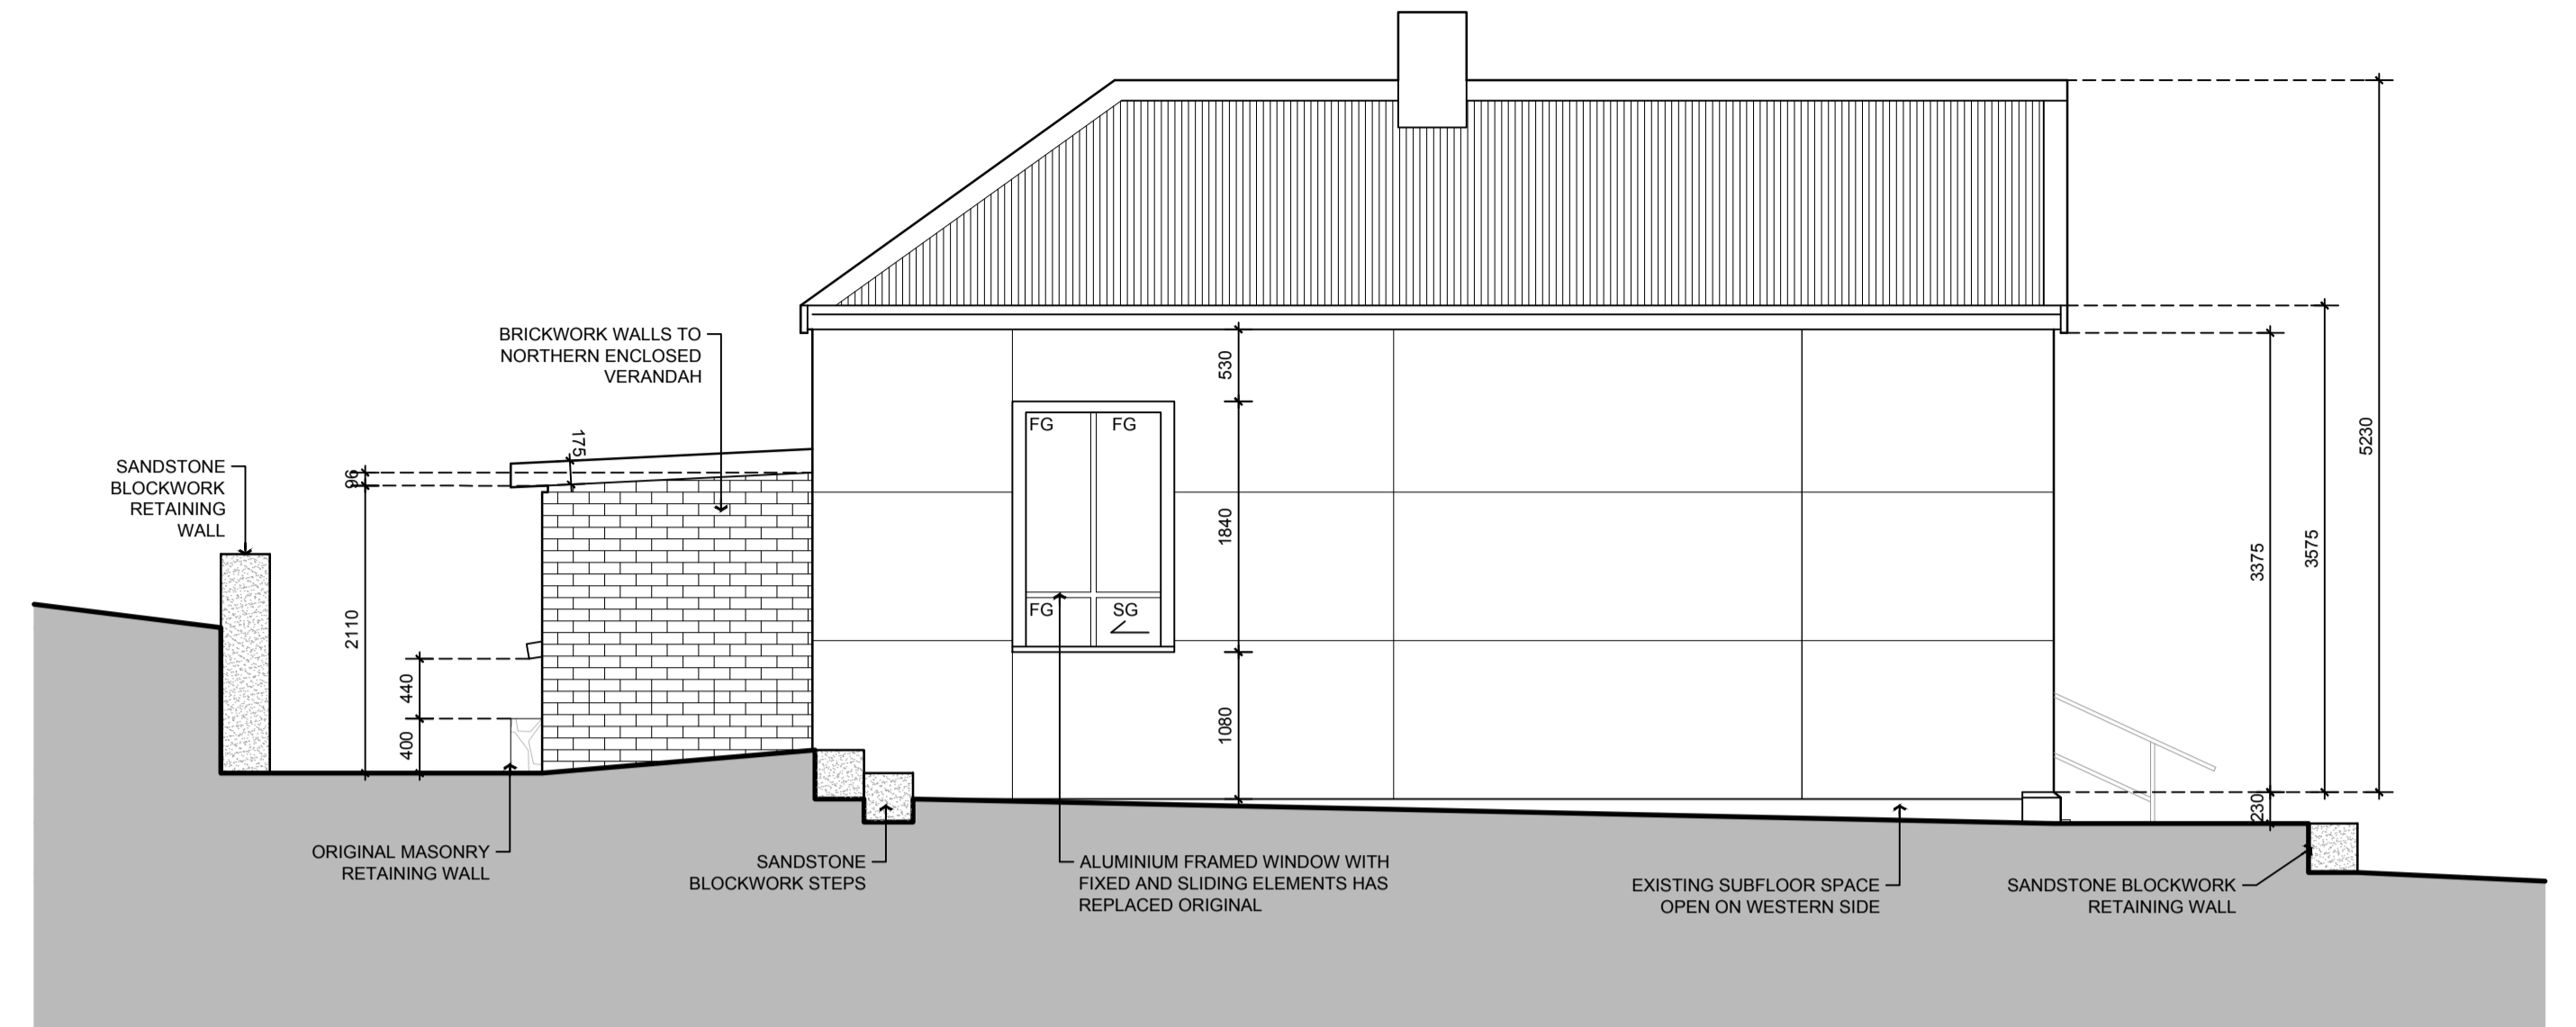 BRICKWORK WALLS TO
NORTHERN ENCLOSED
VERANDAH
SANDSTONE
BLOCKWORK
RETAINING
WALL
175
96
2110
440
400
530
1840
1080
FG
FG
FG
SG
5230
3575
3375
230
ORIGINAL MASONRY
RETAINING WALL
SANDSTONE
BLOCKWORK STEPS
ALUMINIUM FRAMED WINDOW WITH
FIXED AND SLIDING ELEMENTS HAS
REPLACED ORIGINAL
EXISTING SUBFLOOR SPACE
OPEN ON WESTERN SIDE
SANDSTONE BLOCKWORK
RETAINING WALL